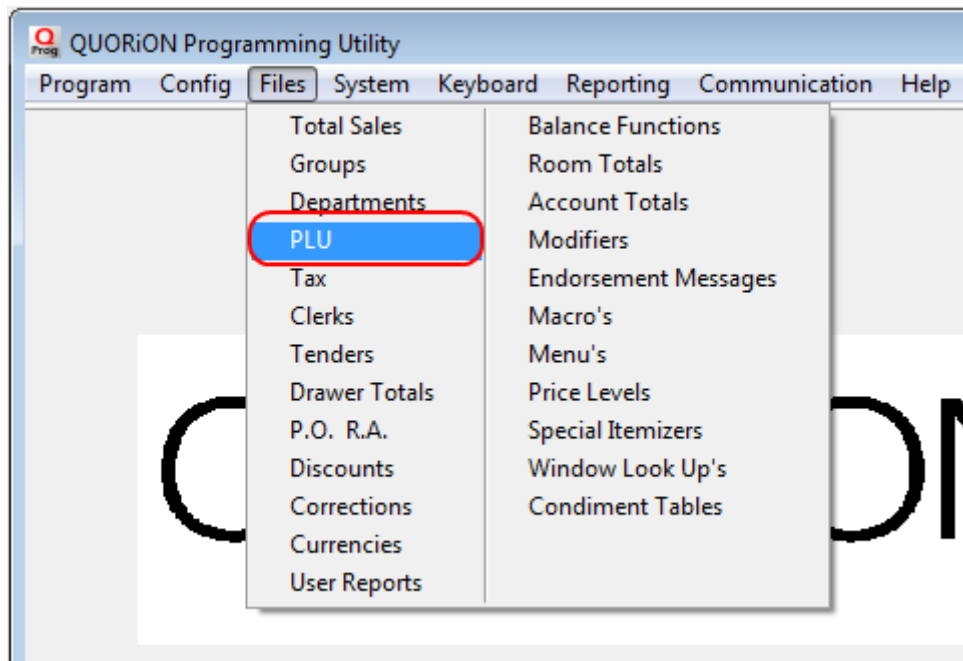 Q
Prog
QUORiON Programming Utility
Program Config Files System Keyboard Reporting Communication Help
Total Sales
Groups
Departments
PLU
Tax
Clerks
Tenders
Drawer Totals
P.O. R.A.
Discounts
Corrections
Currencies
User Reports
Balance Functions
Room Totals
Account Totals
Modifiers
Endorsement Messages
Macro's
Menu's
Price Levels
Special Itemizers
Window Look Up's
Condiment Tables